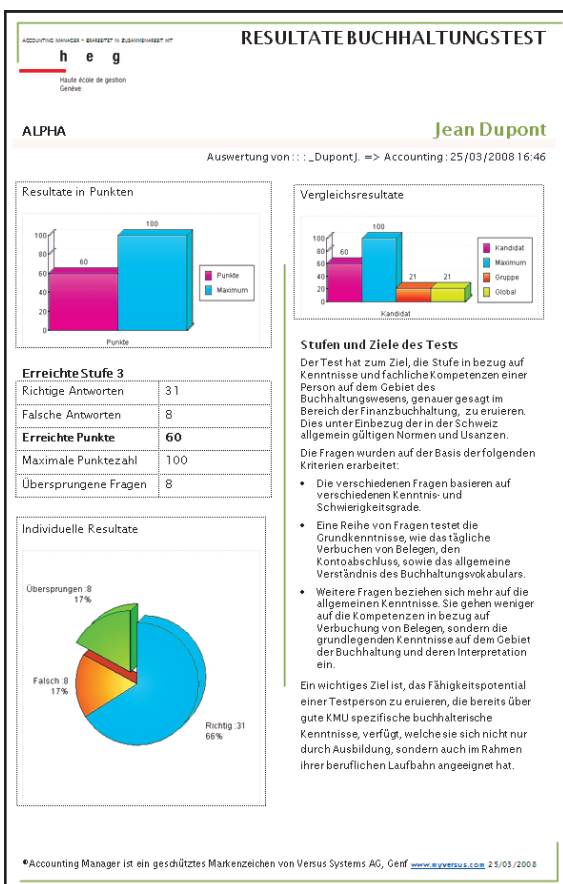 ACCOUNTING MANAGER - ERARBEITET IN ZUSAMMENARBEIT MIT
h e g
Haute école de gestion
Genève
RESULTATE BUCHHALTUNGSTEST
ALPHA
Jean Dupont
Auswertung von : : : _DupontJ. => Accounting : 25/03/2008 16:46
Resultate in Punkten
100
80
60
40
20
0
60
100
Punkte
Maximum
Punkte
Erreichte Stufe 3
Richtige Antworten 31
Falsche Antworten 8
Erreichte Punkte 60
Maximale Punktezahl 100
Übersprungene Fragen 8
Individuelle Resultate
Übersprungen :8
17%
Falsch :8
17%
Richtig :31
66%
Vergleichsresultate
100
80
60
40
20
0
60
100
21
21
Kandidat
Maximum
Gruppe
Global
Kandidat
Stufen und Ziele des Tests
Der Test hat zum Ziel, die Stufe in bezug auf
Kenntnisse und fachliche Kompetenzen einer
Person auf dem Gebiet des
Buchhaltungswesens, genauer gesagt im
Bereich der Finanzbuchhaltung, zu eruieren.
Dies unter Einbezug der in der Schweiz
allgemein gültigen Normen und Usanzen.
Die Fragen wurden auf der Basis der folgenden
Kriterien erarbeitet:
• Die verschiedenen Fragen basieren auf
verschiedenen Kenntnis- und
Schwierigkeitsgrade.
• Eine Reihe von Fragen testet die
Grundkenntnisse, wie das tägliche
Verbuchen von Belegen, den
Kontoabschluss, sowie das allgemeine
Verständnis des Buchhaltungsvokabulars.
• Weitere Fragen beziehen sich mehr auf die
allgemeinen Kenntnisse. Sie gehen weniger
auf die Kompetenzen in bezug auf
Verbuchung von Belegen, sondern die
grundlegenden Kenntnisse auf dem Gebiet
der Buchhaltung und deren Interpretation
ein.
Ein wichtiges Ziel ist, das Fähigkeitspotential
einer Testperson zu eruieren, die bereits über
gute KMU spezifische buchhalterische
Kenntnisse, verfügt, welche sie sich nicht nur
durch Ausbildung, sondern auch im Rahmen
ihrer beruflichen Laufbahn angeeignet hat.
®Accounting Manager ist ein geschütztes Markenzeichen von Versus Systems AG, Genf www.myversus.com 25/03/2008